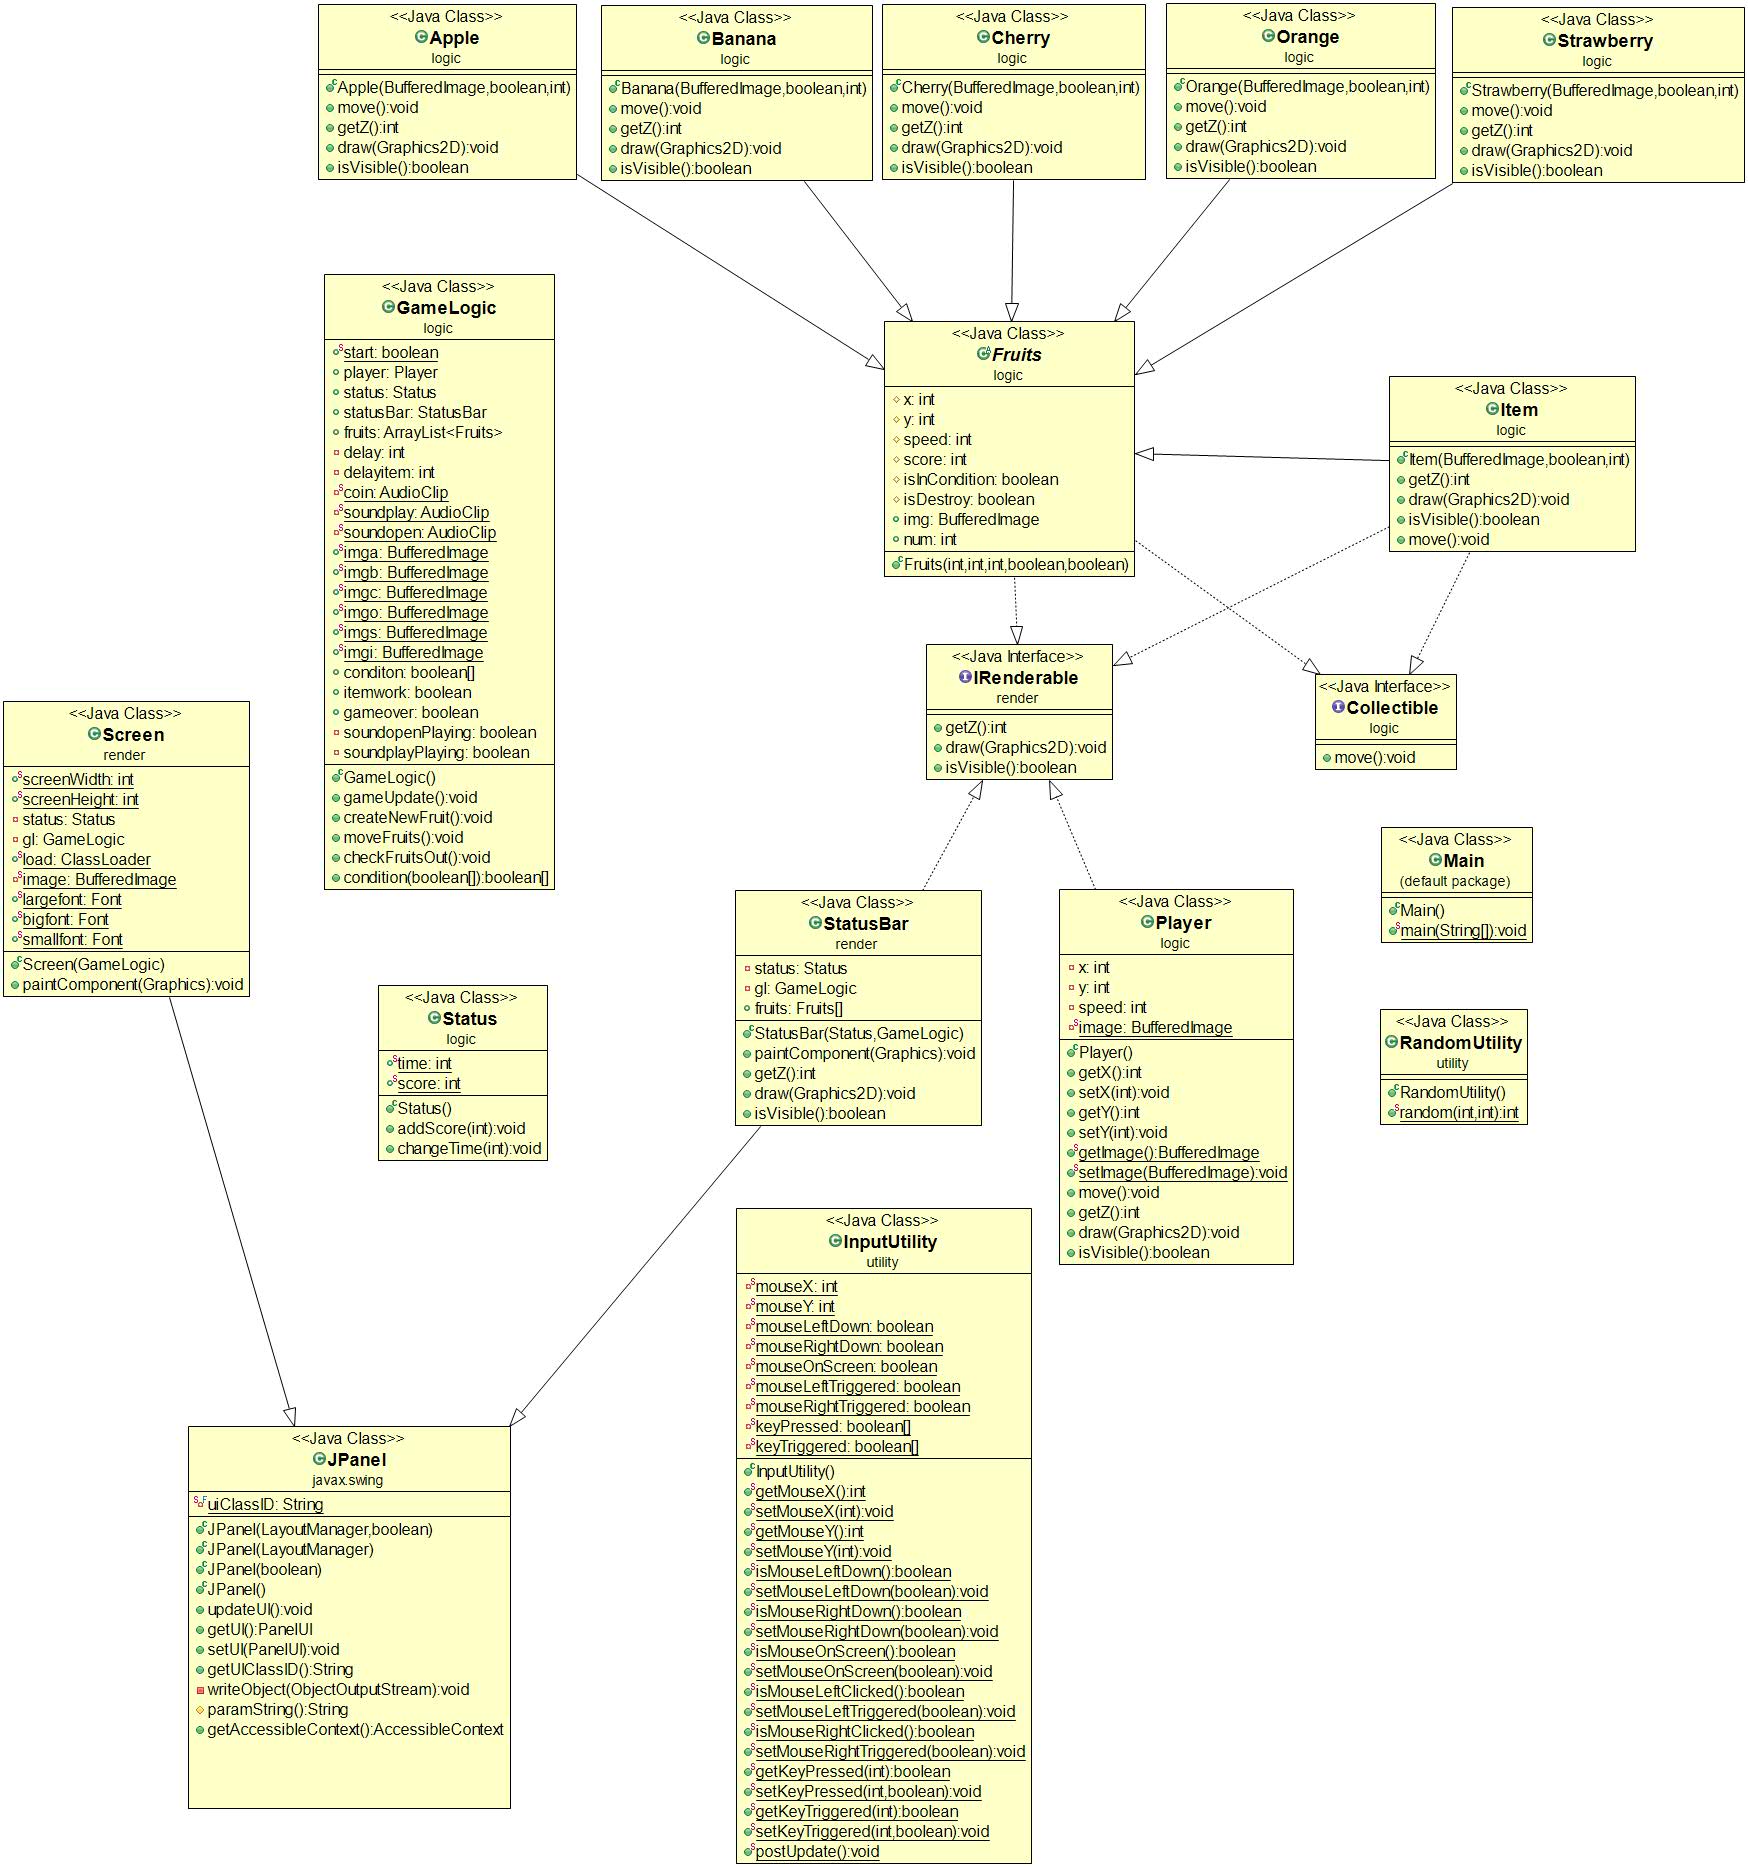 <<Java Class>>
Apple
logic
Apple(BufferedImage,boolean,int)
move():void
getZ():int
draw(Graphics2D):void
isVisible():boolean
<<Java Class>>
Banana
logic
Banana(BufferedImage,boolean,int)
move():void
getZ():int
draw(Graphics2D):void
isVisible():boolean
<<Java Class>>
Cherry
logic
Cherry(BufferedImage,boolean,int)
move():void
getZ():int
draw(Graphics2D):void
isVisible():boolean
<<Java Class>>
Orange
logic
Orange(BufferedImage,boolean,int)
move():void
getZ():int
draw(Graphics2D):void
isVisible():boolean
<<Java Class>>
Strawberry
logic
Strawberry(BufferedImage,boolean,int)
move():void
getZ():int
draw(Graphics2D):void
isVisible():boolean
<<Java Class>>
GameLogic
logic
start: boolean
player: Player
status: Status
statusBar: StatusBar
fruits: ArrayList<Fruits>
delay: int
delayitem: int
coin: AudioClip
soundplay: AudioClip
soundopen: AudioClip
imga: BufferedImage
imgb: BufferedImage
imgc: BufferedImage
imgo: BufferedImage
imgs: BufferedImage
imgi: BufferedImage
conditon: boolean[]
itemwork: boolean
gameover: boolean
soundopenPlaying: boolean
soundplayPlaying: boolean
GameLogic()
gameUpdate():void
createNewFruit():void
moveFruits():void
checkFruitsOut():void
condition(boolean[]):boolean[]
<<Java Class>>
Fruits
logic
x: int
y: int
speed: int
score: int
isInCondition: boolean
isDestroy: boolean
img: BufferedImage
num: int
Fruits(int,int,int,boolean,boolean)
<<Java Class>>
Item
logic
Item(BufferedImage,boolean,int)
getZ():int
draw(Graphics2D):void
isVisible():boolean
move():void
<<Java Interface>>
IRenderable
render
getZ():int
draw(Graphics2D):void
isVisible():boolean
<<Java Interface>>
Collectible
logic
move():void
<<Java Class>>
Screen
render
screenWidth: int
screenHeight: int
status: Status
gl: GameLogic
load: ClassLoader
image: BufferedImage
largefont: Font
bigfont: Font
smallfont: Font
Screen(GameLogic)
paintComponent(Graphics):void
<<Java Class>>
Main
(default package)
Main()
main(String[]):void
<<Java Class>>
StatusBar
render
status: Status
gl: GameLogic
fruits: Fruits[]
StatusBar(Status,GameLogic)
paintComponent(Graphics):void
getZ():int
draw(Graphics2D):void
isVisible():boolean
<<Java Class>>
Player
logic
x: int
y: int
speed: int
image: BufferedImage
Player()
getX():int
setX(int):void
getY():int
setY(int):void
getImage():BufferedImage
setImage(BufferedImage):void
move():void
getZ():int
draw(Graphics2D):void
isVisible():boolean
<<Java Class>>
Status
logic
time: int
score: int
Status()
addScore(int):void
changeTime(int):void
<<Java Class>>
RandomUtility
utility
RandomUtility()
random(int,int):int
<<Java Class>>
InputUtility
utility
mouseX: int
mouseY: int
mouseLeftDown: boolean
mouseRightDown: boolean
mouseOnScreen: boolean
mouseLeftTriggered: boolean
mouseRightTriggered: boolean
keyPressed: boolean[]
keyTriggered: boolean[]
InputUtility()
getMouseX():int
setMouseX(int):void
getMouseY():int
setMouseY(int):void
isMouseLeftDown():boolean
setMouseLeftDown(boolean):void
isMouseRightDown():boolean
setMouseRightDown(boolean):void
isMouseOnScreen():boolean
setMouseOnScreen(boolean):void
isMouseLeftClicked():boolean
setMouseLeftTriggered(boolean):void
isMouseRightClicked():boolean
setMouseRightTriggered(boolean):void
getKeyPressed(int):boolean
setKeyPressed(int,boolean):void
getKeyTriggered(int):boolean
setKeyTriggered(int,boolean):void
postUpdate():void
<<Java Class>>
JPanel
javax.swing
uiClassID: String
JPanel(LayoutManager,boolean)
JPanel(LayoutManager)
JPanel(boolean)
JPanel()
updateUI():void
getUI():PanelUI
setUI(PanelUI):void
getUIClassID():String
writeObject(ObjectOutputStream):void
paramString():String
getAccessibleContext():AccessibleContext